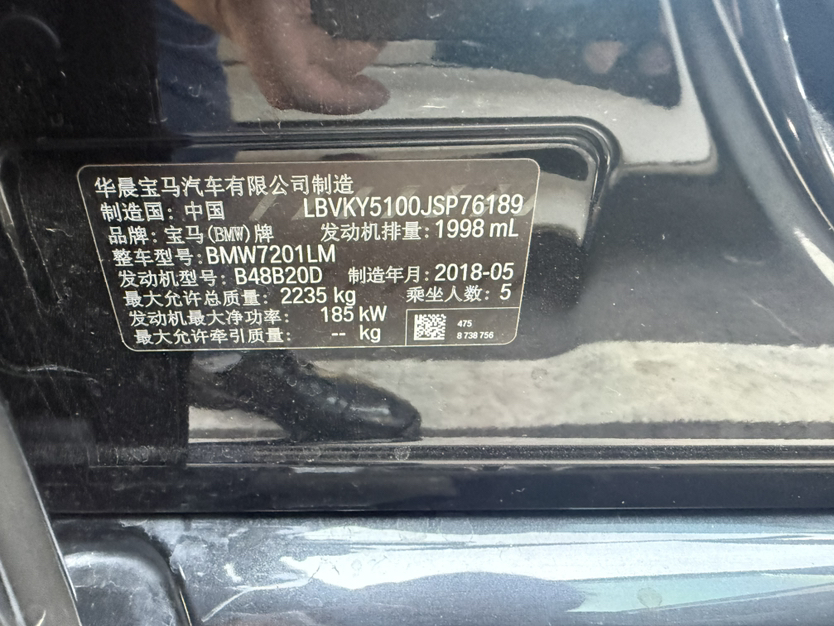 华晨宝马汽车有限公司制造
制造国: 中国 LBVKY5100JSP76189
品牌: 宝马(BMW)牌 发动机排量: 1998 mL
整车型号: BMW7201LM
发动机型号: B48B20D 制造年月: 2018-05
最大允许总质量: 2235 kg 乘坐人数: 5
发动机最大净功率: 185 kW
最大允许牵引质量: -- kg
475
8 738 756